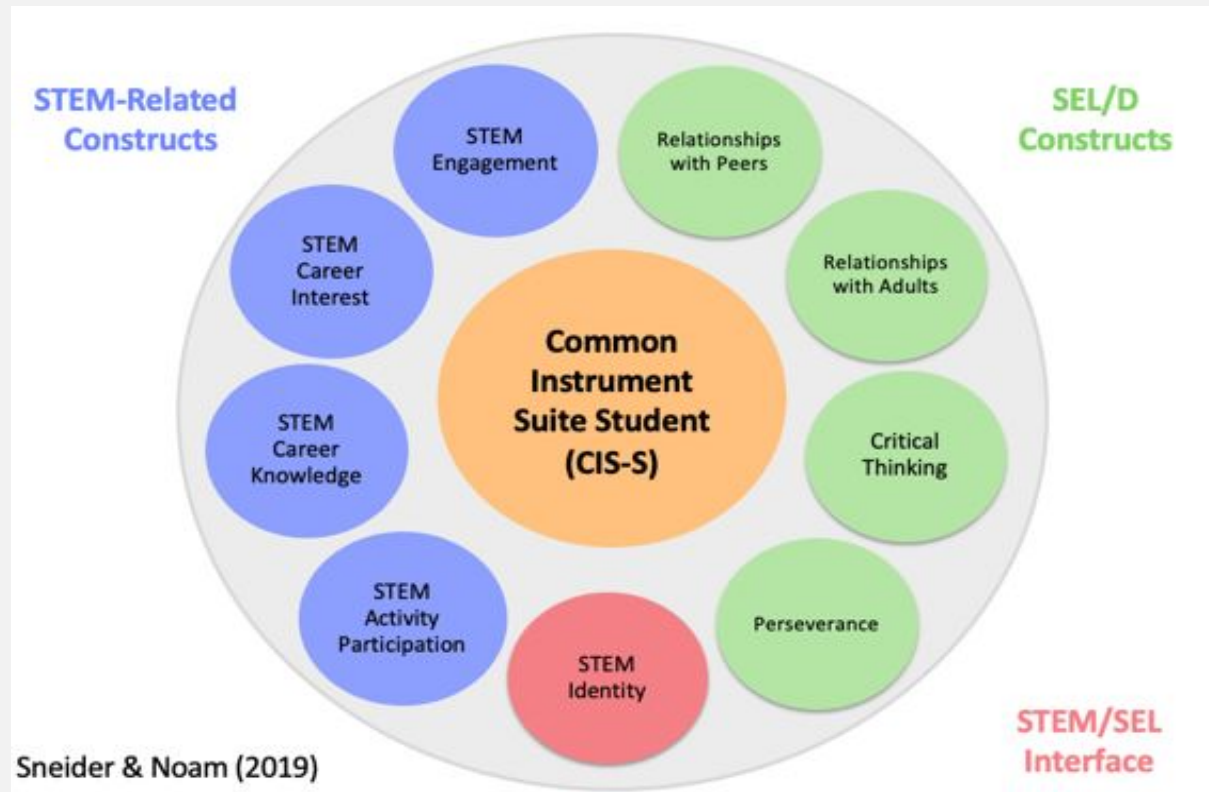 STEM-Related
Constructs
SEL/D
Constructs
STEM
Engagement
Relationships
with Peers
STEM
Career
Interest
Relationships
with Adults
Common
Instrument
Suite Student
(CIS-S)
STEM
Career
Knowledge
Critical
Thinking
STEM
Activity
Participation
Perseverance
STEM
Identity
STEM/SEL
Interface
Sneider & Noam (2019)